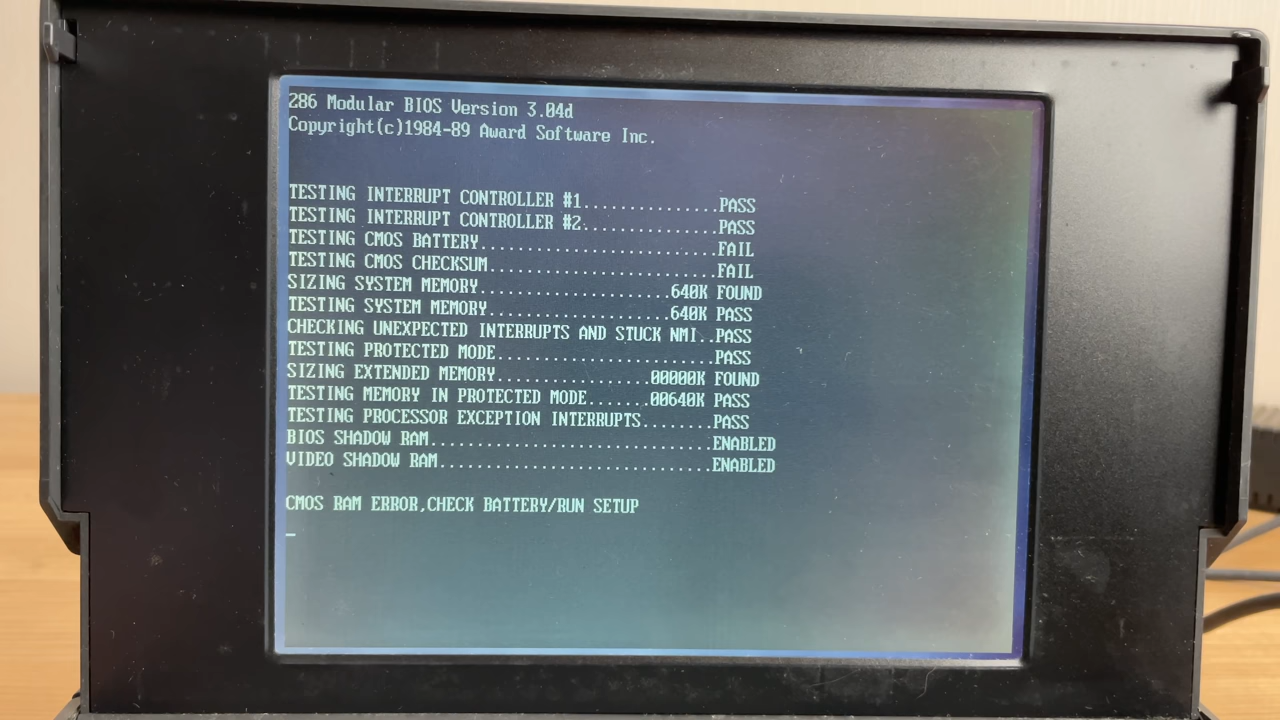 286 Modular BIOS Version 3.04d
Copyright(c)1984-89 Award Software Inc.
TESTING INTERRUPT CONTROLLER #1...............PASS
TESTING INTERRUPT CONTROLLER #2...............PASS
TESTING CMOS BATTERY..........................FAIL
TESTING CMOS CHECKSUM.........................FAIL
SIZING SYSTEM MEMORY.....................640K FOUND
TESTING SYSTEM MEMORY....................640K PASS
CHECKING UNEXPECTED INTERRUPTS AND STUCK NMI..PASS
TESTING PROTECTED MODE........................PASS
SIZING EXTENDED MEMORY.................00000K FOUND
TESTING MEMORY IN PROTECTED MODE.......00640K PASS
TESTING PROCESSOR EXCEPTION INTERRUPTS........PASS
BIOS SHADOW RAM...............................ENABLED
VIDEO SHADOW RAM..............................ENABLED
CMOS RAM ERROR,CHECK BATTERY/RUN SETUP
_